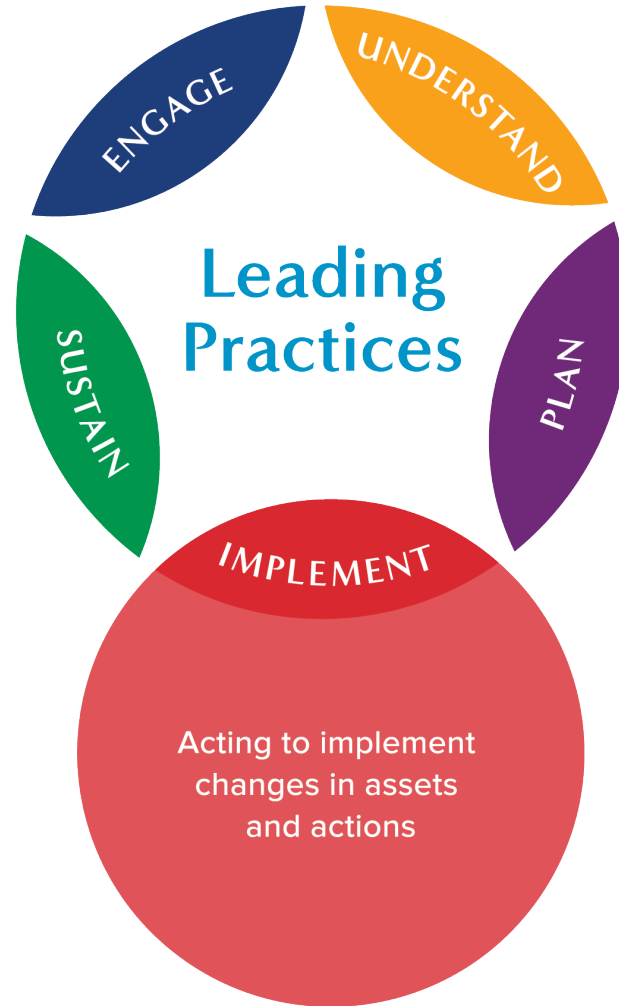 ENGAGE
UNDERSTAND
Leading
Practices
SUSTAIN
PLAN
IMPLEMENT
Acting to implement
changes in assets
and actions